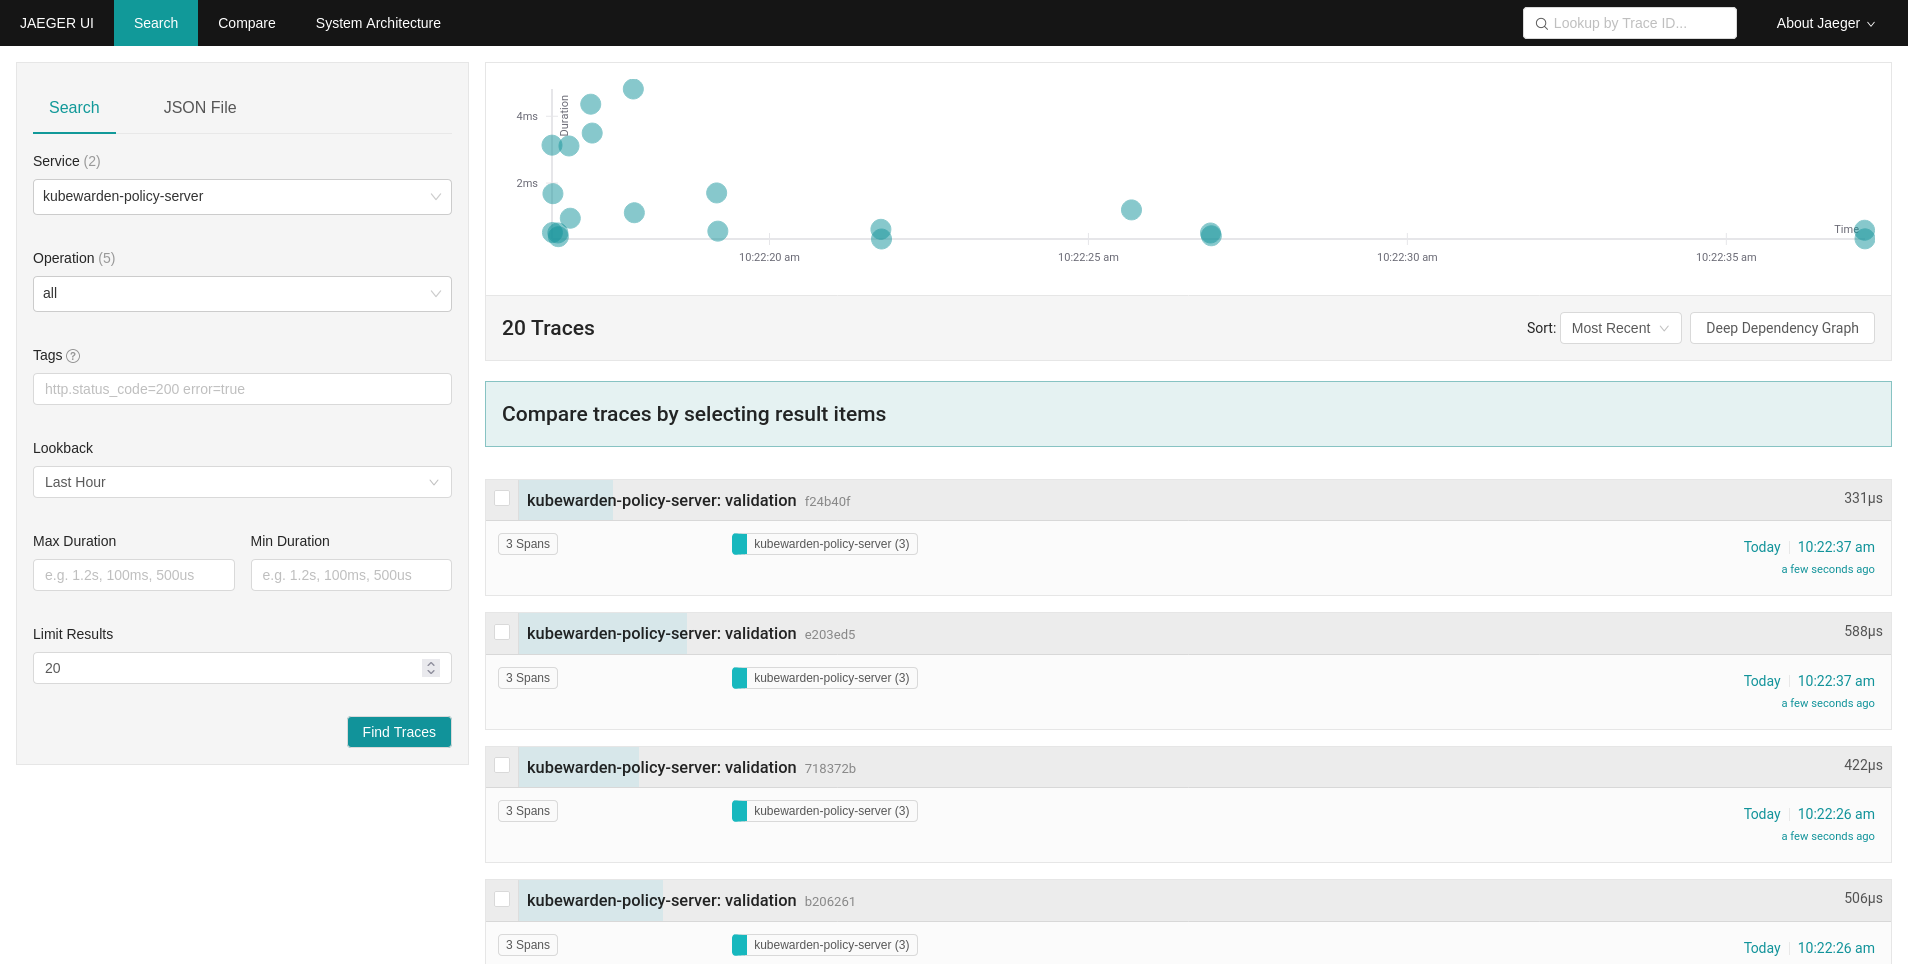 JAEGER UI Search Compare System Architecture Lookup by Trace ID... About Jaeger
Search JSON File
Service (2)
kubewarden-policy-server
Operation (5)
all
Tags ?
http.status_code=200 error=true
Lookback
Last Hour
Max Duration Min Duration
e.g. 1.2s, 100ms, 500us e.g. 1.2s, 100ms, 500us
Limit Results
20
Find Traces
Duration
4ms
2ms
Time
10:22:20 am 10:22:25 am 10:22:30 am 10:22:35 am
20 Traces Sort: Most Recent Deep Dependency Graph
Compare traces by selecting result items
kubewarden-policy-server: validation f24b40f 331µs
3 Spans kubewarden-policy-server (3) Today 10:22:37 am
a few seconds ago
kubewarden-policy-server: validation e203ed5 588µs
3 Spans kubewarden-policy-server (3) Today 10:22:37 am
a few seconds ago
kubewarden-policy-server: validation 718372b 422µs
3 Spans kubewarden-policy-server (3) Today 10:22:26 am
a few seconds ago
kubewarden-policy-server: validation b206261 506µs
3 Spans kubewarden-policy-server (3) Today 10:22:26 am